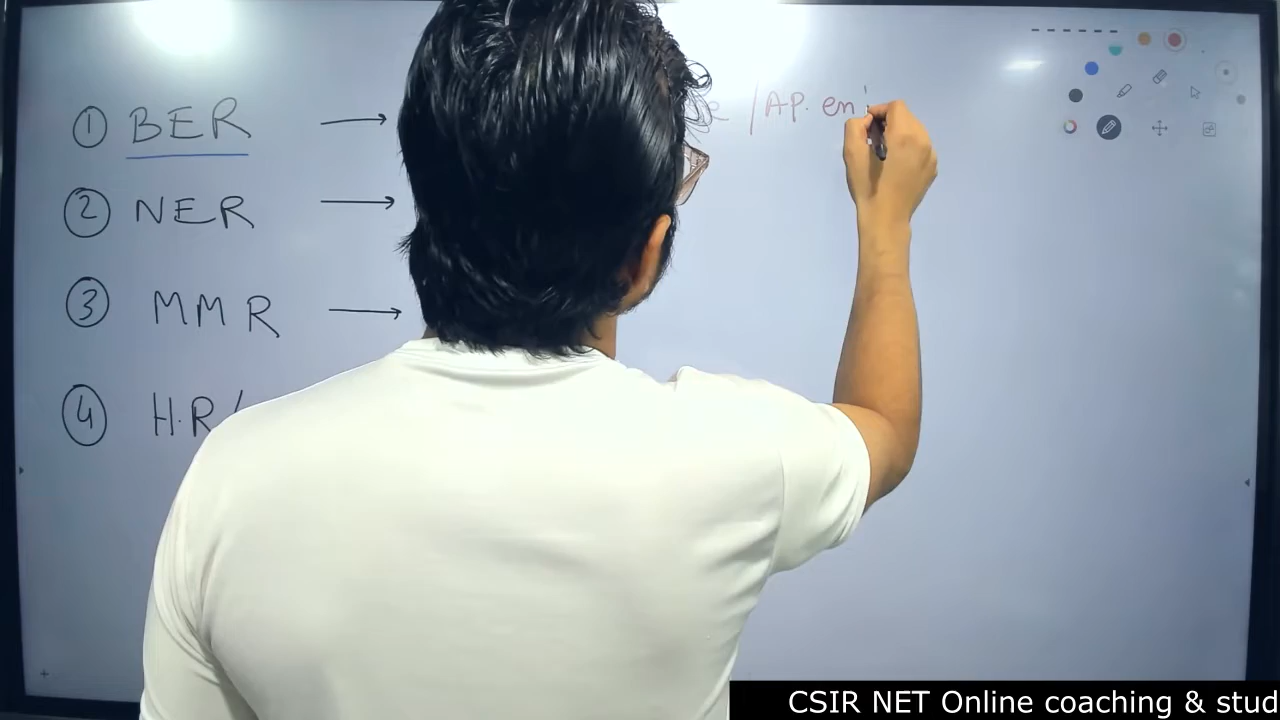 ① BER → /AP. en
② NER →
③ MMR →
④ H.R/
CSIR NET Online coaching & stud